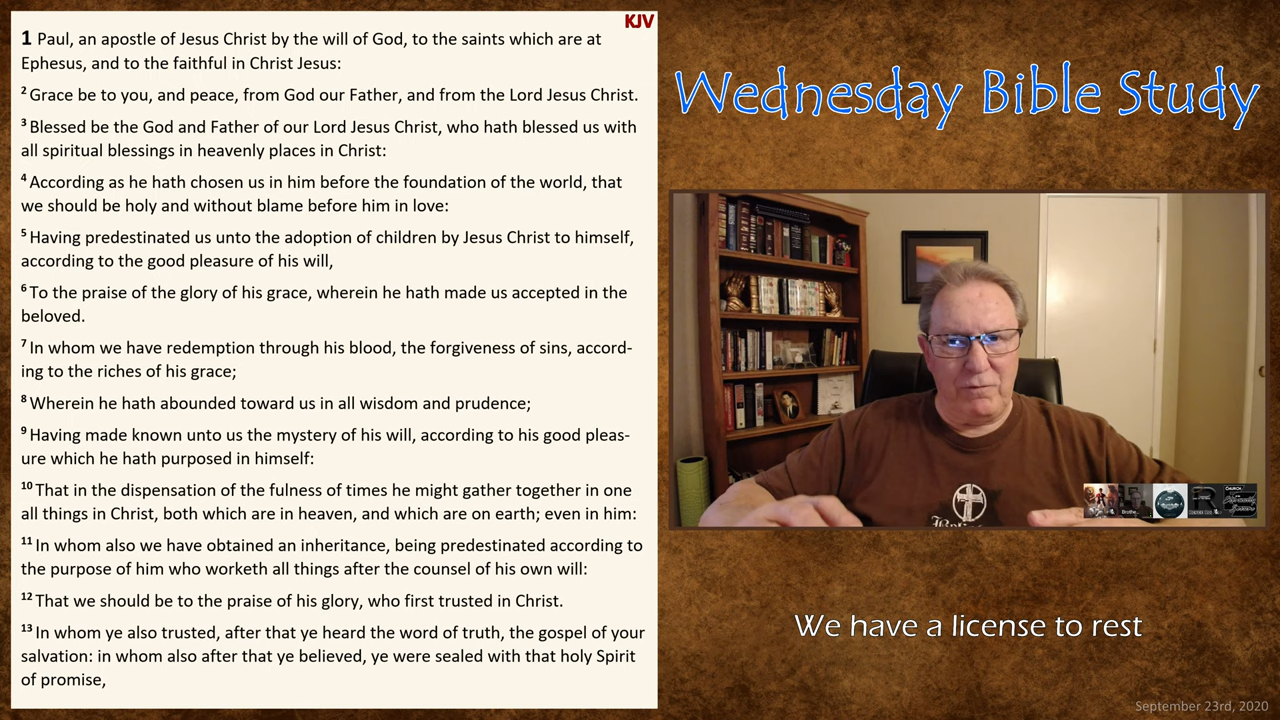 KJV
1 Paul, an apostle of Jesus Christ by the will of God, to the saints which are at
Ephesus, and to the faithful in Christ Jesus:
2 Grace be to you, and peace, from God our Father, and from the Lord Jesus Christ.
3 Blessed be the God and Father of our Lord Jesus Christ, who hath blessed us with
all spiritual blessings in heavenly places in Christ:
4 According as he hath chosen us in him before the foundation of the world, that
we should be holy and without blame before him in love:
5 Having predestinated us unto the adoption of children by Jesus Christ to himself,
according to the good pleasure of his will,
6 To the praise of the glory of his grace, wherein he hath made us accepted in the
beloved.
7 In whom we have redemption through his blood, the forgiveness of sins, accord-
ing to the riches of his grace;
8 Wherein he hath abounded toward us in all wisdom and prudence;
9 Having made known unto us the mystery of his will, according to his good pleas-
ure which he hath purposed in himself:
10 That in the dispensation of the fulness of times he might gather together in one
all things in Christ, both which are in heaven, and which are on earth; even in him:
11 In whom also we have obtained an inheritance, being predestinated according to
the purpose of him who worketh all things after the counsel of his own will:
12 That we should be to the praise of his glory, who first trusted in Christ.
13 In whom ye also trusted, after that ye heard the word of truth, the gospel of your
salvation: in whom also after that ye believed, ye were sealed with that holy Spirit
of promise,
Wednesday Bible Study
We have a license to rest
September 23rd, 2020